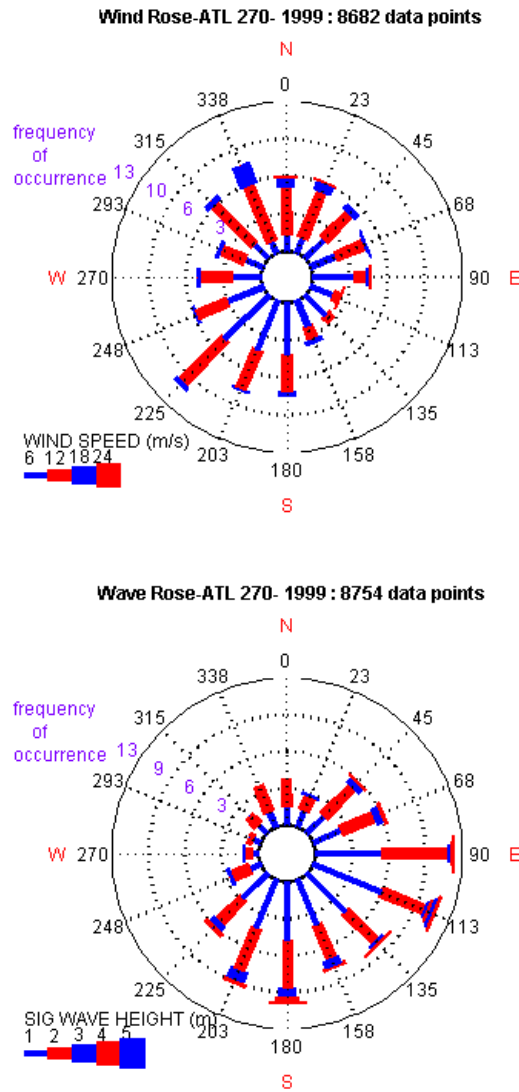 Wind Rose-ATL 270- 1999 : 8682 data points
N
0
338 23
315 45
frequency
of
occurrence 13
10
6
3
293 68
W 270 90 E
248 113
225 135
203 158
180
WIND SPEED (m/s)
6 12 18 24
S
Wave Rose-ATL 270- 1999 : 8754 data points
N
0
338 23
315 45
frequency
of
occurrence 13
9
6
3
293 68
W 270 90 E
248 113
225 135
203 158
180
SIG WAVE HEIGHT (m)
1 2 3 4 5
S